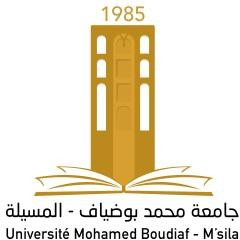 1985
جامعة محمد بوضياف - المسيلة
Université Mohamed Boudiaf - M'sila